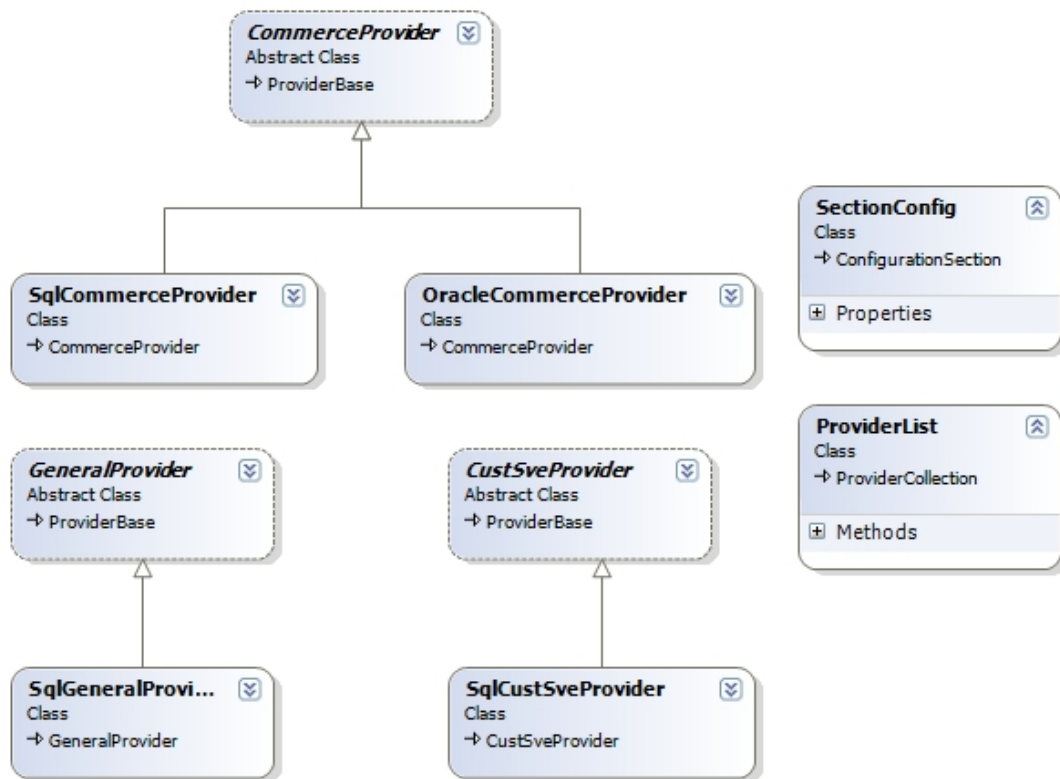 CommerceProvider
Abstract Class
ProviderBase
SqlCommerceProvider
Class
CommerceProvider
OracleCommerceProvider
Class
CommerceProvider
SectionConfig
Class
ConfigurationSection
Properties
GeneralProvider
Abstract Class
ProviderBase
CustSveProvider
Abstract Class
ProviderBase
ProviderList
Class
ProviderCollection
Methods
SqlGeneralProvi...
Class
GeneralProvider
SqlCustSveProvider
Class
CustSveProvider